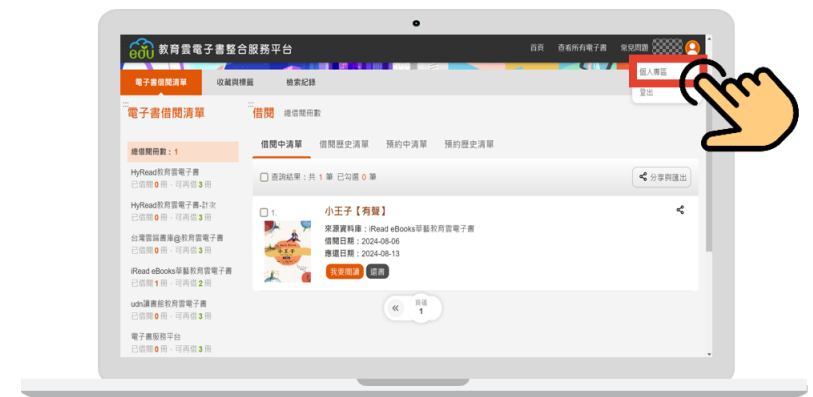 edu 教育雲電子書整合服務平台
首頁 查看所有電子書 常見問題
個人專區
登出
電子書借閱清單 收藏與標籤 檢索紀錄
電子書借閱清單
借閱 總借閱冊數
總借閱冊數：1
借閱中清單 借閱歷史清單 預約中清單 預約歷史清單
查詢結果：共 1 筆 已勾選 0 筆
分享與匯出
HyRead教育雲電子書
已借閱 0 冊，可再借 3 冊
HyRead教育雲電子書-計次
已借閱 0 冊，可再借 3 冊
台灣雲端書庫@教育雲電子書
已借閱 0 冊，可再借 3 冊
iRead eBooks華藝教育雲電子書
已借閱 1 冊，可再借 2 冊
udn讀書館教育雲電子書
已借閱 0 冊，可再借 3 冊
電子書服務平台
已借閱 0 冊，可再借 3 冊
1.
小王子
小王子【有聲】
來源資料庫：iRead eBooks華藝教育雲電子書
借閱日期：2024-08-06
應還日期：2024-08-13
我要閱讀 還書
«
頁碼
1